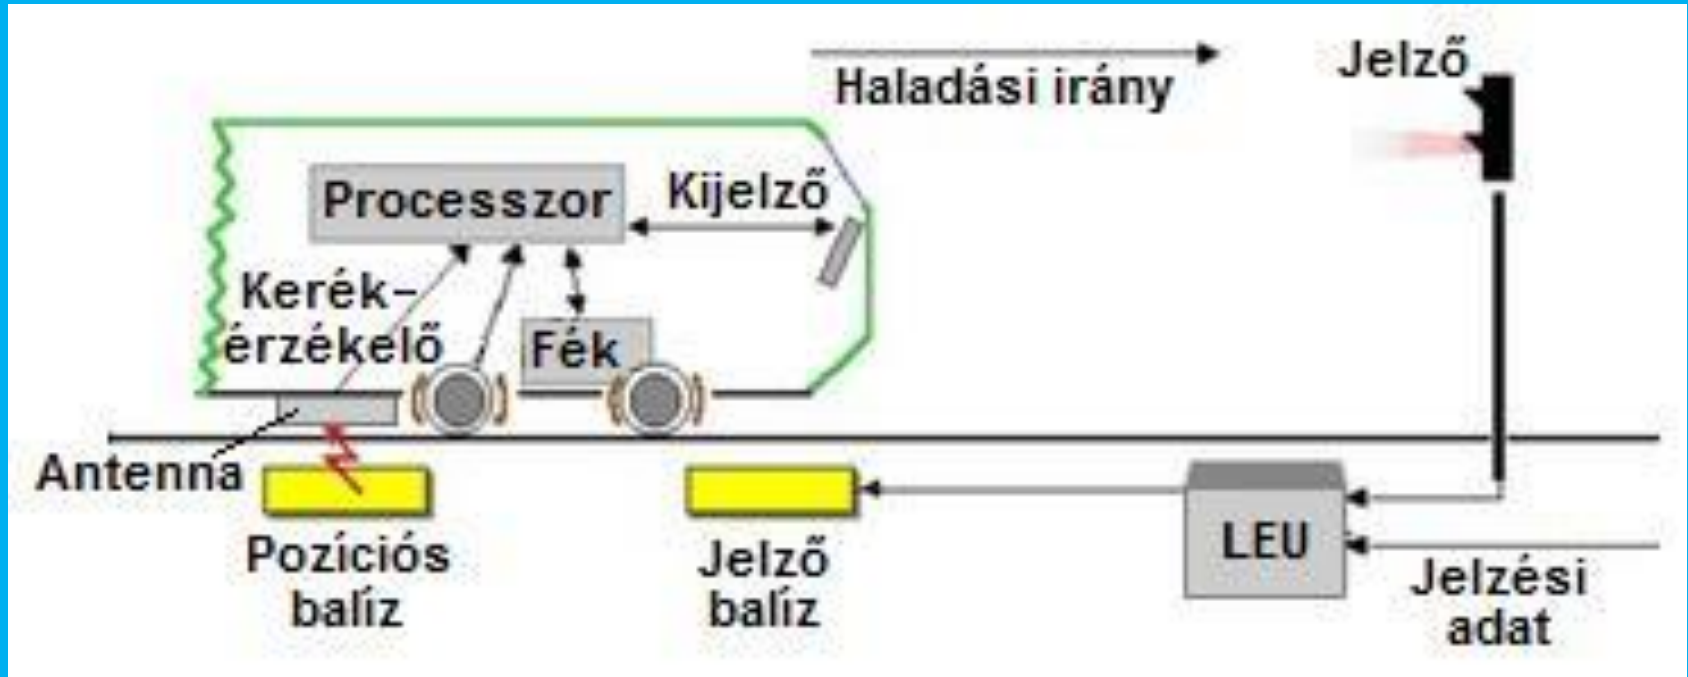 Jelző
Haladási irány
Processzor
Kijelző
Kerék-
érzékelő
Fék
Antenna
Pozíciós
balíz
Jelző
balíz
LEU
Jelzési
adat